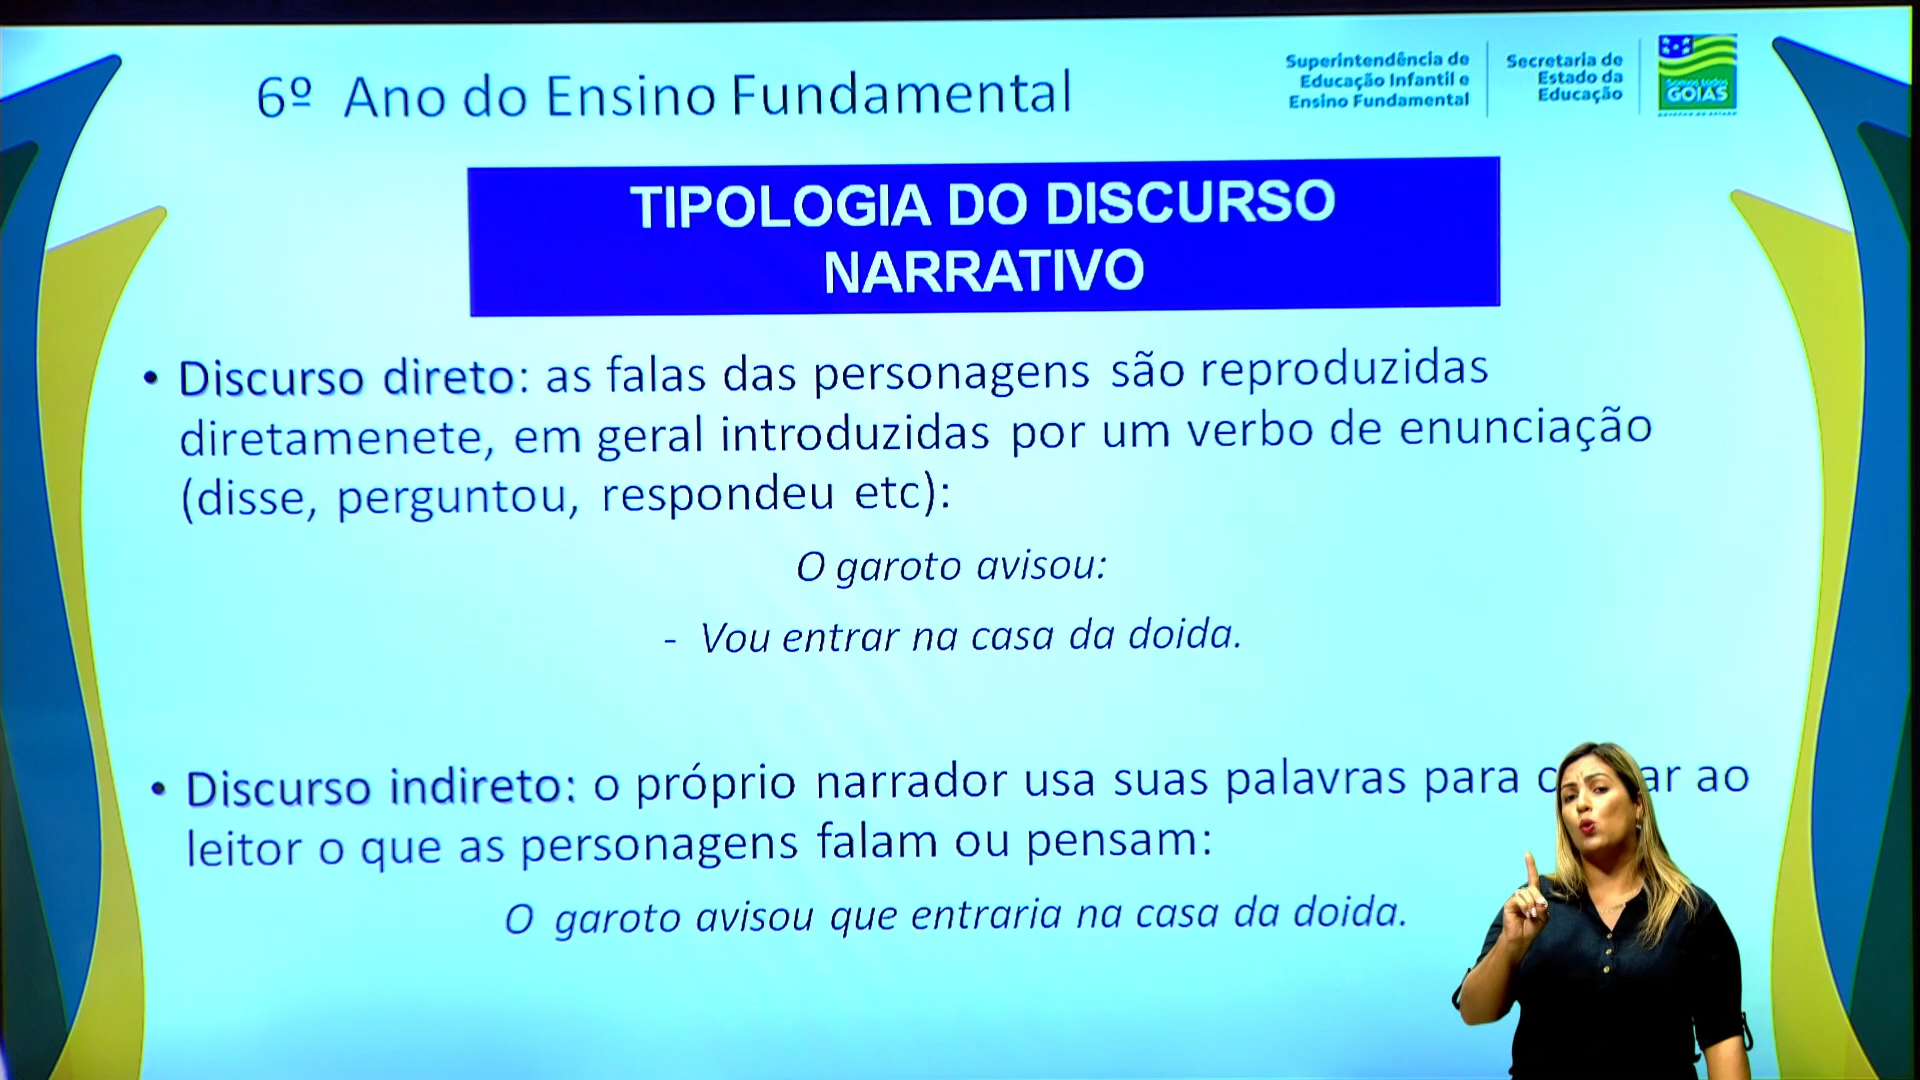 6º Ano do Ensino Fundamental
Superintendência de
Educação Infantil e
Ensino Fundamental
Secretaria de
Estado da
Educação
Somos todos
GOIÁS
TIPOLOGIA DO DISCURSO
NARRATIVO
• Discurso direto: as falas das personagens são reproduzidas
diretamenete, em geral introduzidas por um verbo de enunciação
(disse, perguntou, respondeu etc):
O garoto avisou:
- Vou entrar na casa da doida.
• Discurso indireto: o próprio narrador usa suas palavras para ao
leitor o que as personagens falam ou pensam:
O garoto avisou que entraria na casa da doida.